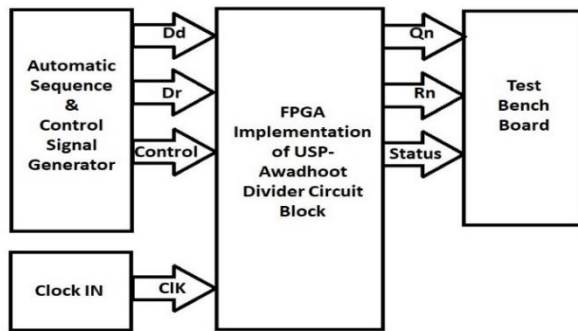 Automatic
Sequence
&
Control
Signal
Generator
Dd
Dr
Control
Clock IN
ClK
FPGA
Implementation
of USP-
Awadhoot
Divider Circuit
Block
Qn
Rn
Status
Test
Bench
Board